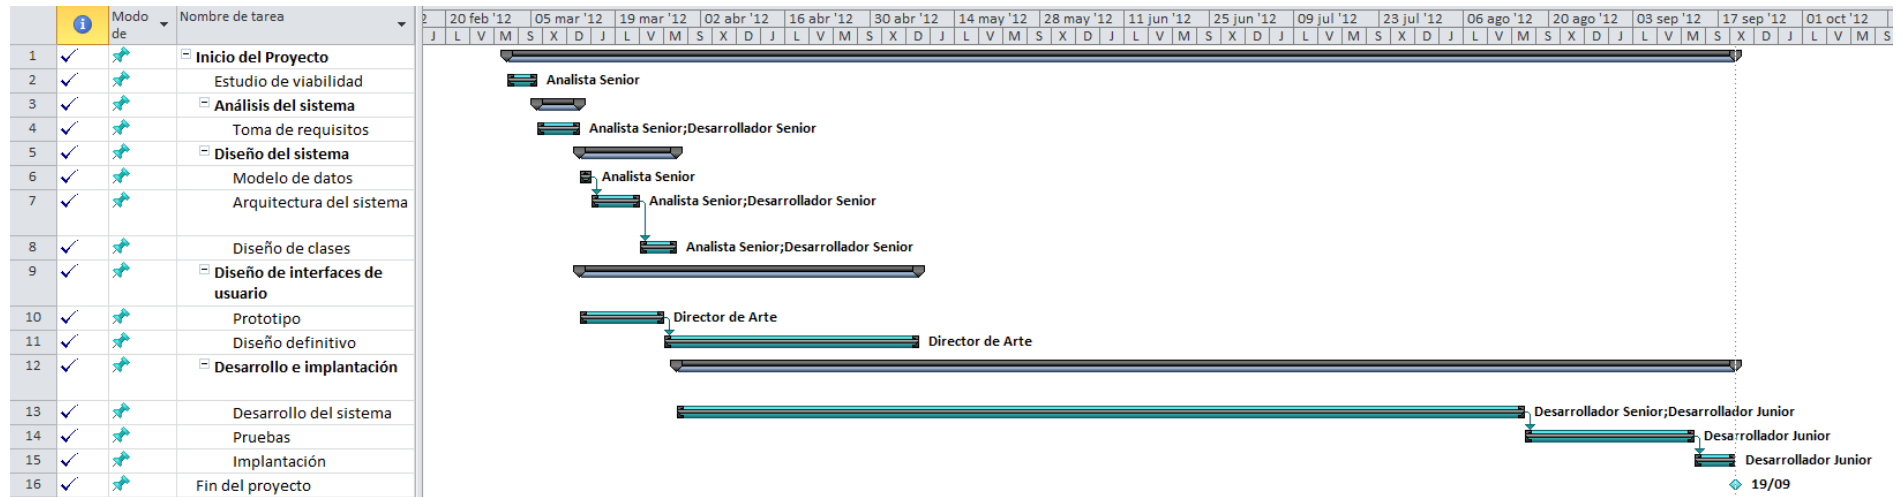 Modo de Nombre de tarea
2 20 feb '12 05 mar '12 19 mar '12 02 abr '12 16 abr '12 30 abr '12 14 may '12 28 may '12 11 jun '12 25 jun '12 09 jul '12 23 jul '12 06 ago '12 20 ago '12 03 sep '12 17 sep '12 01 oct '12
J L V M S X D J L V M S X D J L V M S X D J L V M S X D J L V M S X D J L V M S X D J L V M S X D J L V M S X D J L V M S
1 Inicio del Proyecto
2 Estudio de viabilidad Analista Senior
3 Análisis del sistema
4 Toma de requisitos Analista Senior;Desarrollador Senior
5 Diseño del sistema
6 Modelo de datos Analista Senior
7 Arquitectura del sistema Analista Senior;Desarrollador Senior
8 Diseño de clases Analista Senior;Desarrollador Senior
9 Diseño de interfaces de
usuario
10 Prototipo Director de Arte
11 Diseño definitivo Director de Arte
12 Desarrollo e implantación
13 Desarrollo del sistema Desarrollador Senior;Desarrollador Junior
14 Pruebas Desarrollador Junior
15 Implantación Desarrollador Junior
16 Fin del proyecto 19/09